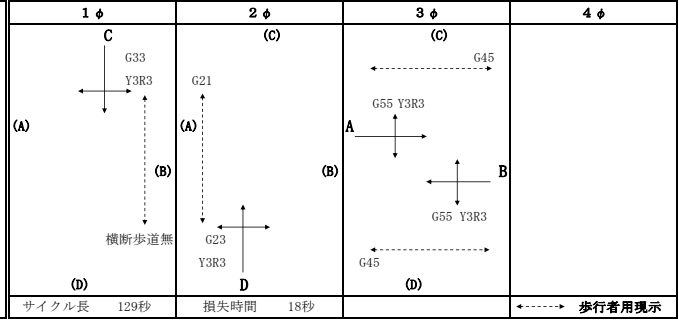 1φ
2φ
3φ
4φ
C
(C)
(C)
G33
Y3R3
G21
G45
(A)
(A)
G55 Y3R3
A
(B)
(B)
B
G55 Y3R3
横断歩道無
G23
Y3R3
G45
(D)
D
(D)
サイクル長 129秒
損失時間 18秒
歩行者用現示